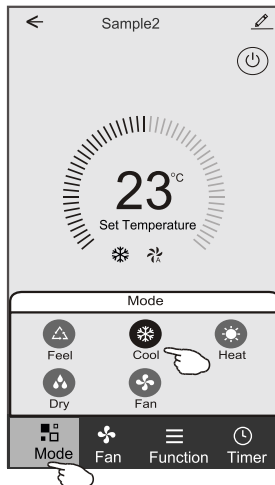 Sample2
23°C
Set Temperature
A
Mode
Feel Cool Heat
Dry Fan
Mode Fan Function Timer